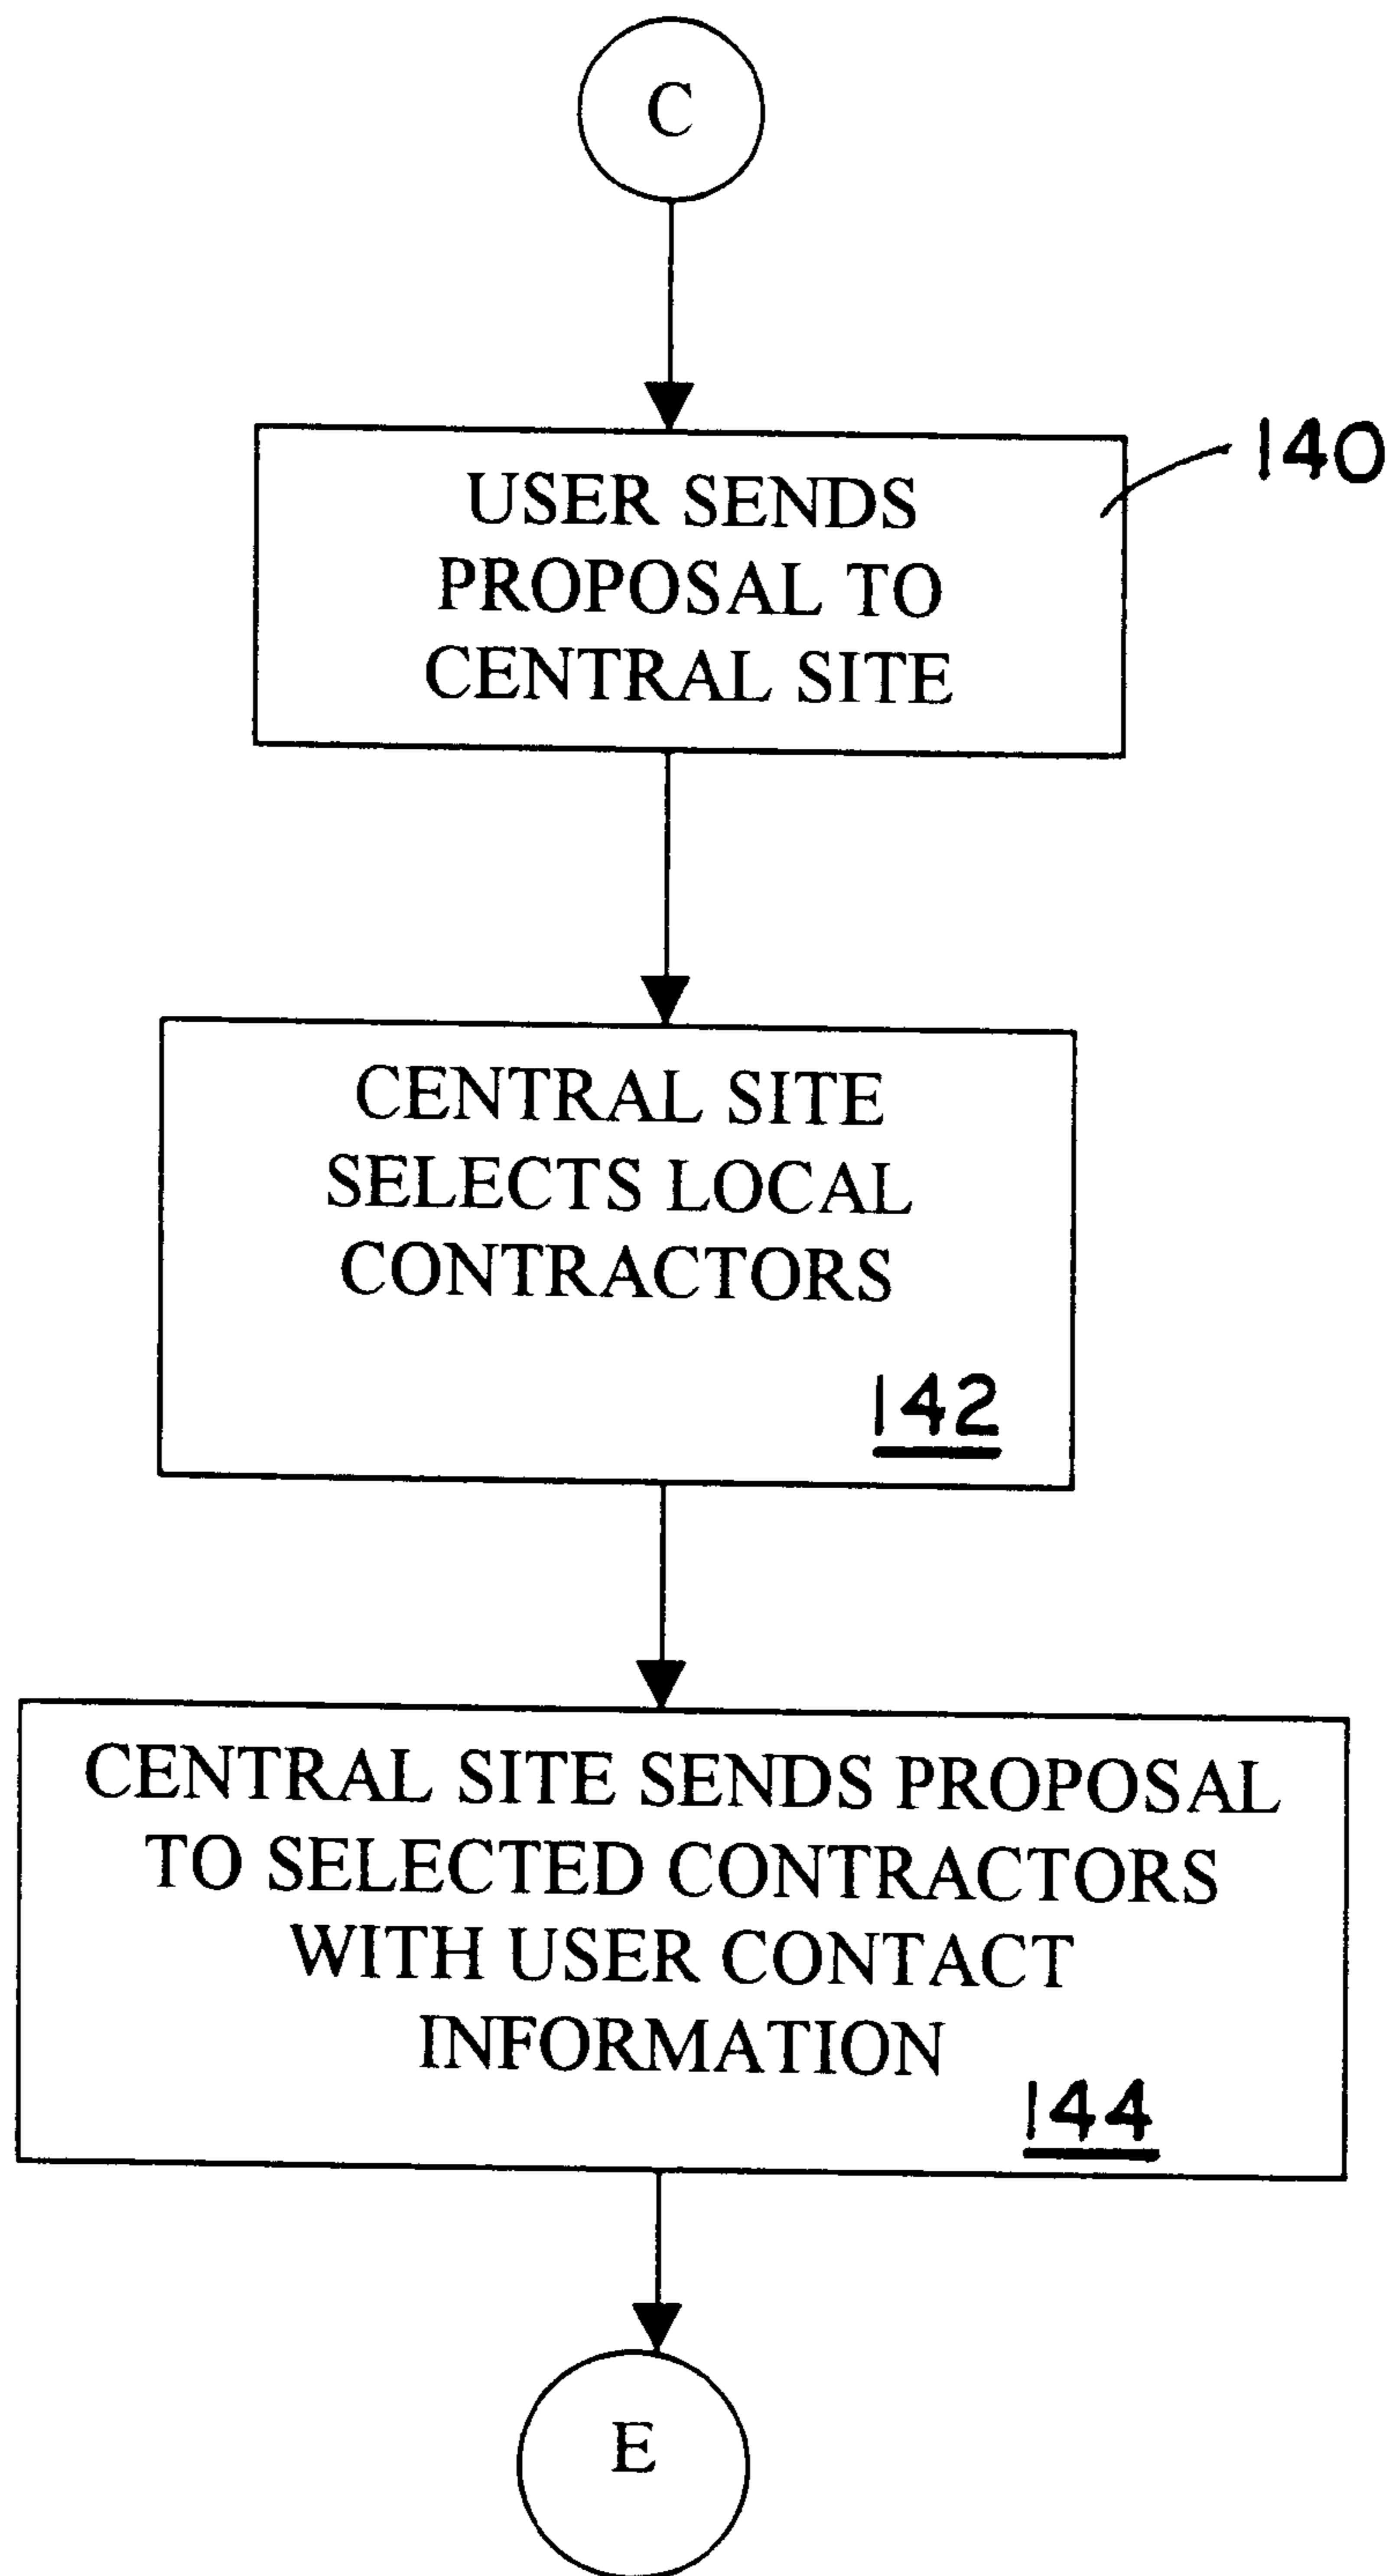 C
140
USER SENDS
PROPOSAL TO
CENTRAL SITE
CENTRAL SITE
SELECTS LOCAL
CONTRACTORS
142
CENTRAL SITE SENDS PROPOSAL
TO SELECTED CONTRACTORS
WITH USER CONTACT
INFORMATION
144
E